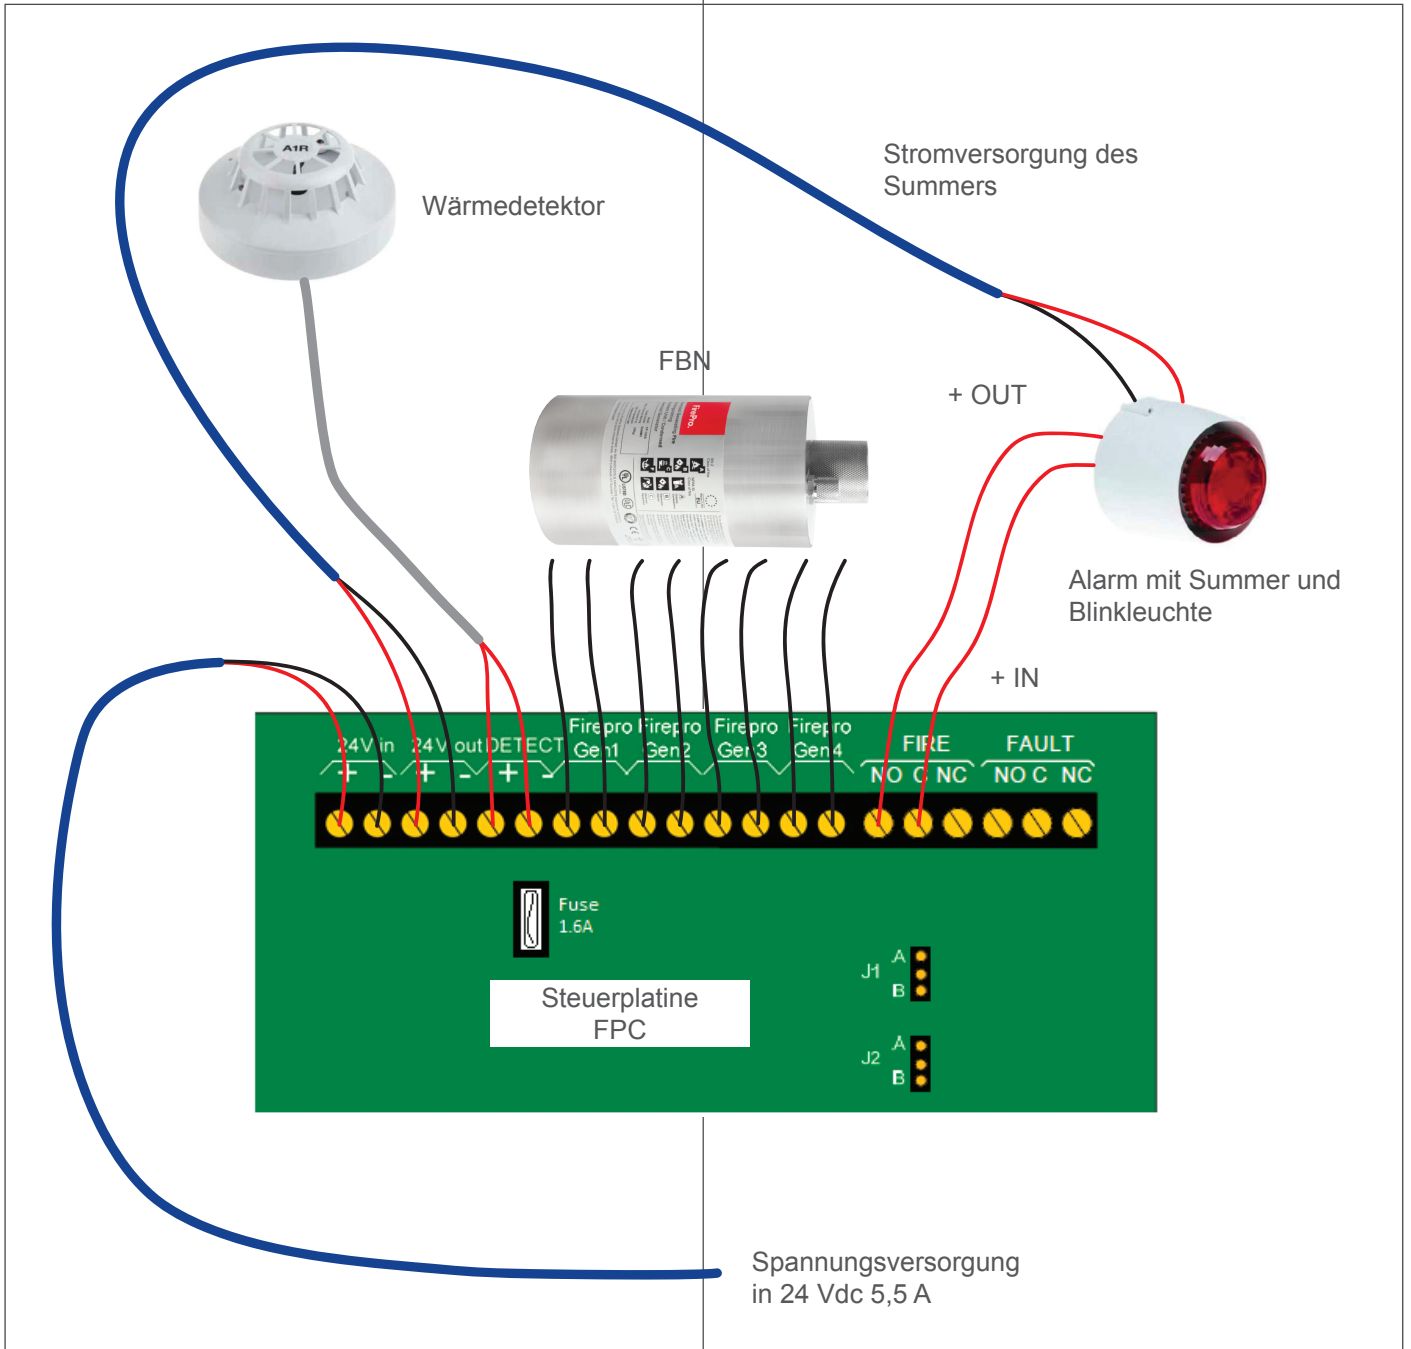 Stromversorgung des
Summers
A1R
Wärmedetektor
FBN
+ OUT
FirePro.
Alarm mit Summer und
Blinkleuchte
+ IN
24V in
24V out
DETECT
Firepro
Gen1
Firepro
Gen2
Firepro
Gen3
Firepro
Gen4
FIRE
FAULT
+ - + - + -
NO C NC
NO C NC
Fuse
1.6A
Steuerplatine
FPC
J1
A
B
J2
A
B
Spannungsversorgung
in 24 Vdc 5,5 A